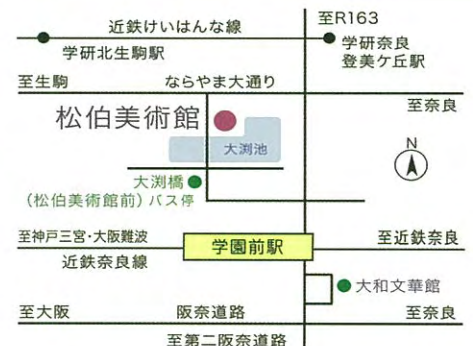 至R163
近鉄けいはんな線
学研北生駒駅
学研奈良
登美ケ丘駅
至生駒
ならやま大通り
至奈良
松伯美術館
大渕池
N
大渕橋
(松伯美術館前)バス停
至神戸三宮・大阪難波
学園前駅
至近鉄奈良
近鉄奈良線
大和文華館
至大阪
阪奈道路
至奈良
至第二阪奈道路